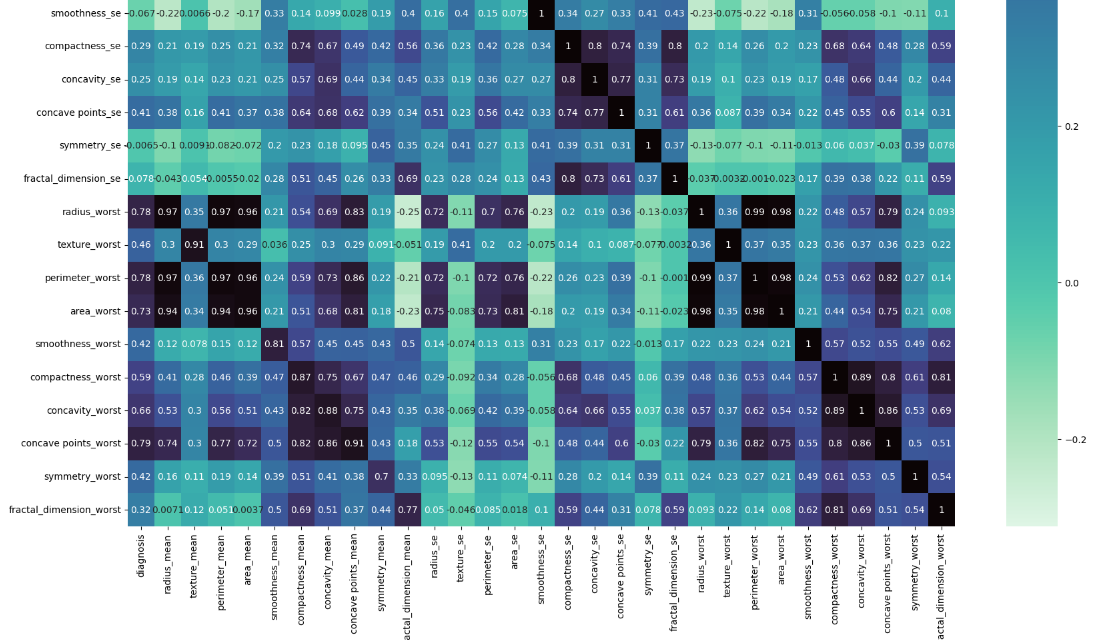 smoothness_se -0.067 -0.22 0.0066 -0.2 -0.17 0.33 0.14 0.099 0.028 0.19 0.4 0.16 0.4 0.15 0.075 1 0.34 0.27 0.33 0.41 0.43 -0.23 -0.075 -0.22 -0.18 0.31 -0.056 -0.058 -0.1 -0.11 0.1
compactness_se 0.29 0.21 0.19 0.25 0.21 0.32 0.74 0.67 0.49 0.42 0.56 0.36 0.23 0.42 0.28 0.34 1 0.8 0.74 0.39 0.8 0.2 0.14 0.26 0.2 0.23 0.68 0.64 0.48 0.28 0.59
concavity_se 0.25 0.19 0.14 0.23 0.21 0.25 0.57 0.69 0.44 0.34 0.45 0.33 0.19 0.36 0.27 0.27 0.8 1 0.77 0.31 0.73 0.19 0.1 0.23 0.19 0.17 0.48 0.66 0.44 0.2 0.44
concave points_se 0.41 0.38 0.16 0.41 0.37 0.38 0.64 0.68 0.62 0.39 0.34 0.51 0.23 0.56 0.42 0.33 0.74 0.77 1 0.31 0.61 0.36 0.087 0.39 0.34 0.22 0.45 0.55 0.6 0.14 0.31
symmetry_se -0.0065 -0.1 0.0091 -0.082 -0.072 0.2 0.23 0.18 0.095 0.45 0.35 0.24 0.41 0.27 0.13 0.41 0.39 0.31 0.31 1 0.37 -0.13 -0.077 -0.1 -0.11 -0.013 0.06 0.037 -0.03 0.39 0.078
fractal_dimension_se 0.078 -0.043 0.054 -0.0055 -0.02 0.28 0.51 0.45 0.26 0.33 0.69 0.23 0.28 0.24 0.13 0.43 0.8 0.73 0.61 0.37 1 -0.037 -0.0032 -0.001 -0.023 0.17 0.39 0.38 0.22 0.11 0.59
radius_worst 0.78 0.97 0.35 0.97 0.96 0.21 0.54 0.69 0.83 0.19 -0.25 0.72 -0.11 0.7 0.76 -0.23 0.2 0.19 0.36 -0.13 -0.037 1 0.36 0.99 0.98 0.22 0.48 0.57 0.79 0.24 0.093
0.2
texture_worst 0.46 0.3 0.91 0.3 0.29 0.036 0.25 0.3 0.29 0.091 -0.051 0.19 0.41 0.2 0.2 -0.075 0.14 0.1 0.087 -0.077 -0.0032 0.36 1 0.37 0.35 0.23 0.36 0.37 0.36 0.23 0.22
perimeter_worst 0.78 0.97 0.36 0.97 0.96 0.24 0.59 0.73 0.86 0.22 -0.21 0.72 -0.1 0.72 0.76 -0.22 0.26 0.23 0.39 -0.1 -0.001 0.99 0.37 1 0.98 0.24 0.53 0.62 0.82 0.27 0.14
0.0
area_worst 0.73 0.94 0.34 0.94 0.96 0.21 0.51 0.68 0.81 0.18 -0.23 0.75 -0.083 0.73 0.81 -0.18 0.2 0.19 0.34 -0.11 -0.023 0.98 0.35 0.98 1 0.21 0.44 0.54 0.75 0.21 0.08
smoothness_worst 0.42 0.12 0.078 0.15 0.12 0.81 0.57 0.45 0.45 0.43 0.5 0.14 -0.074 0.13 0.13 0.31 0.23 0.17 0.22 -0.013 0.17 0.22 0.23 0.24 0.21 1 0.57 0.52 0.55 0.49 0.62
compactness_worst 0.59 0.41 0.28 0.46 0.39 0.47 0.87 0.75 0.67 0.47 0.46 0.29 -0.092 0.34 0.28 -0.056 0.68 0.48 0.45 0.06 0.39 0.48 0.36 0.53 0.44 0.57 1 0.89 0.8 0.61 0.81
concavity_worst 0.66 0.53 0.3 0.56 0.51 0.43 0.82 0.88 0.75 0.43 0.35 0.38 -0.069 0.42 0.39 -0.058 0.64 0.66 0.55 0.037 0.38 0.57 0.37 0.62 0.54 0.52 0.89 1 0.86 0.53 0.69
concave points_worst 0.79 0.74 0.3 0.77 0.72 0.5 0.82 0.86 0.91 0.43 0.18 0.53 -0.12 0.55 0.54 -0.1 0.48 0.44 0.6 -0.03 0.22 0.79 0.36 0.82 0.75 0.55 0.8 0.86 1 0.5 0.51
−0.2
symmetry_worst 0.42 0.16 0.11 0.19 0.14 0.39 0.51 0.41 0.38 0.7 0.33 0.095 -0.13 0.11 0.074 -0.11 0.28 0.2 0.14 0.39 0.11 0.24 0.23 0.27 0.21 0.49 0.61 0.53 0.5 1 0.54
fractal_dimension_worst 0.32 0.0071 0.12 0.051 0.0037 0.5 0.69 0.51 0.37 0.44 0.77 0.05 -0.046 0.085 0.018 0.1 0.59 0.44 0.31 0.078 0.59 0.093 0.22 0.14 0.08 0.62 0.81 0.69 0.51 0.54 1
diagnosis
radius_mean
texture_mean
perimeter_mean
area_mean
smoothness_mean
compactness_mean
concavity_mean
concave points_mean
symmetry_mean
actal_dimension_mean
radius_se
texture_se
perimeter_se
area_se
smoothness_se
compactness_se
concavity_se
concave points_se
symmetry_se
fractal_dimension_se
radius_worst
texture_worst
perimeter_worst
area_worst
smoothness_worst
compactness_worst
concavity_worst
concave points_worst
symmetry_worst
actal_dimension_worst